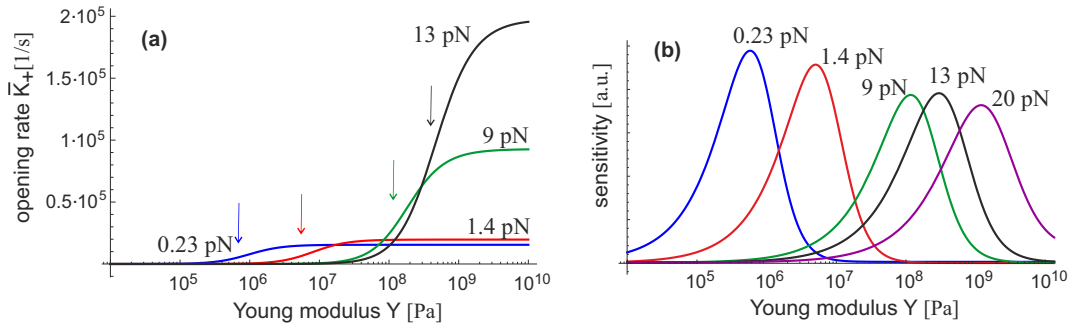 (a)
opening rate K̅₊[1/s]
2·10⁵
1.5·10⁵
1·10⁵
0.5·10⁵
13 pN
9 pN
0.23 pN
1.4 pN
10⁵ 10⁶ 10⁷ 10⁸ 10⁹ 10¹⁰
Young modulus Y [Pa]
(b)
sensitivity [a.u.]
0.23 pN
1.4 pN
9 pN
13 pN
20 pN
10⁵ 10⁶ 10⁷ 10⁸ 10⁹ 10¹⁰
Young modulus Y [Pa]